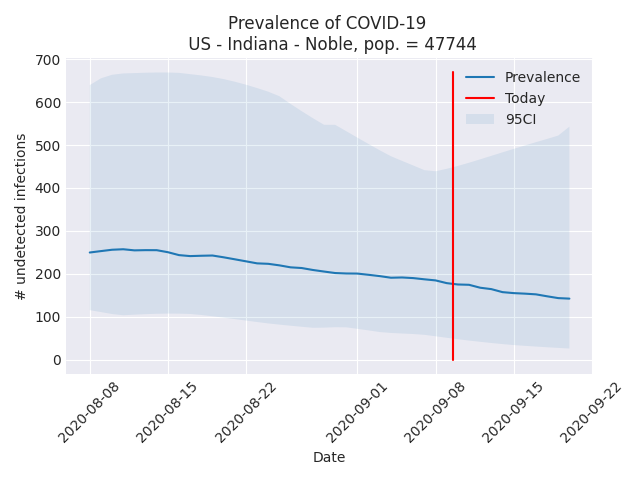 Prevalence of COVID-19
US - Indiana - Noble, pop. = 47744
# undetected infections
700
600
500
400
300
200
100
0
Prevalence
Today
95CI
2020-08-08
2020-08-15
2020-08-22
2020-09-01
2020-09-08
2020-09-15
2020-09-22
Date